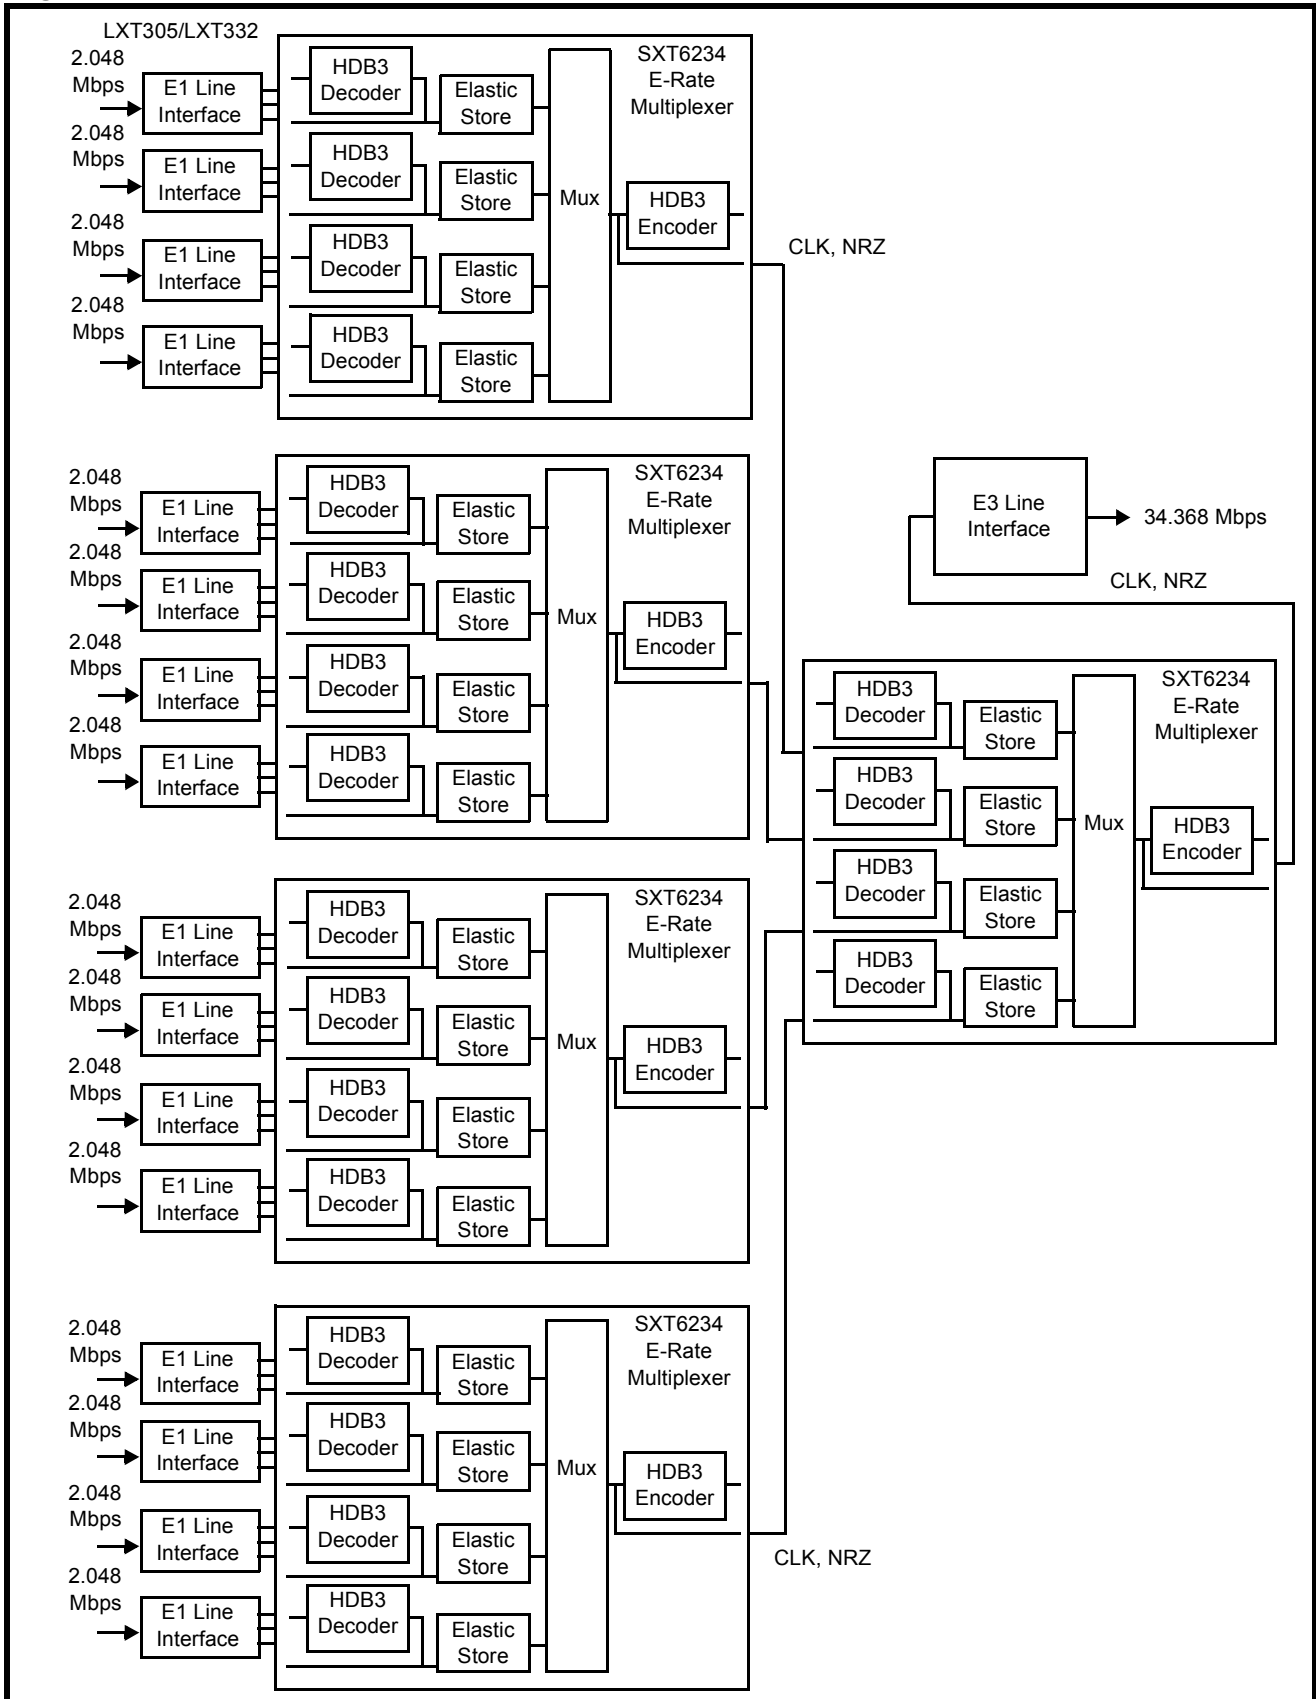 LXT305/LXT332
2.048
Mbps
E1 Line
Interface
HDB3
Decoder
Elastic
Store
2.048
Mbps
E1 Line
Interface
HDB3
Decoder
Elastic
Store
2.048
Mbps
E1 Line
Interface
HDB3
Decoder
Elastic
Store
2.048
Mbps
E1 Line
Interface
HDB3
Decoder
Elastic
Store
Mux
SXT6234
E-Rate
Multiplexer
HDB3
Encoder
CLK, NRZ
2.048
Mbps
E1 Line
Interface
HDB3
Decoder
Elastic
Store
2.048
Mbps
E1 Line
Interface
HDB3
Decoder
Elastic
Store
2.048
Mbps
E1 Line
Interface
HDB3
Decoder
Elastic
Store
2.048
Mbps
E1 Line
Interface
HDB3
Decoder
Elastic
Store
Mux
SXT6234
E-Rate
Multiplexer
HDB3
Encoder
2.048
Mbps
E1 Line
Interface
HDB3
Decoder
Elastic
Store
2.048
Mbps
E1 Line
Interface
HDB3
Decoder
Elastic
Store
2.048
Mbps
E1 Line
Interface
HDB3
Decoder
Elastic
Store
2.048
Mbps
E1 Line
Interface
HDB3
Decoder
Elastic
Store
Mux
SXT6234
E-Rate
Multiplexer
HDB3
Encoder
2.048
Mbps
E1 Line
Interface
HDB3
Decoder
Elastic
Store
2.048
Mbps
E1 Line
Interface
HDB3
Decoder
Elastic
Store
2.048
Mbps
E1 Line
Interface
HDB3
Decoder
Elastic
Store
2.048
Mbps
E1 Line
Interface
HDB3
Decoder
Elastic
Store
Mux
SXT6234
E-Rate
Multiplexer
HDB3
Encoder
CLK, NRZ
E3 Line
Interface
34.368 Mbps
CLK, NRZ
HDB3
Decoder
Elastic
Store
HDB3
Decoder
Elastic
Store
HDB3
Decoder
Elastic
Store
HDB3
Decoder
Elastic
Store
Mux
SXT6234
E-Rate
Multiplexer
HDB3
Encoder